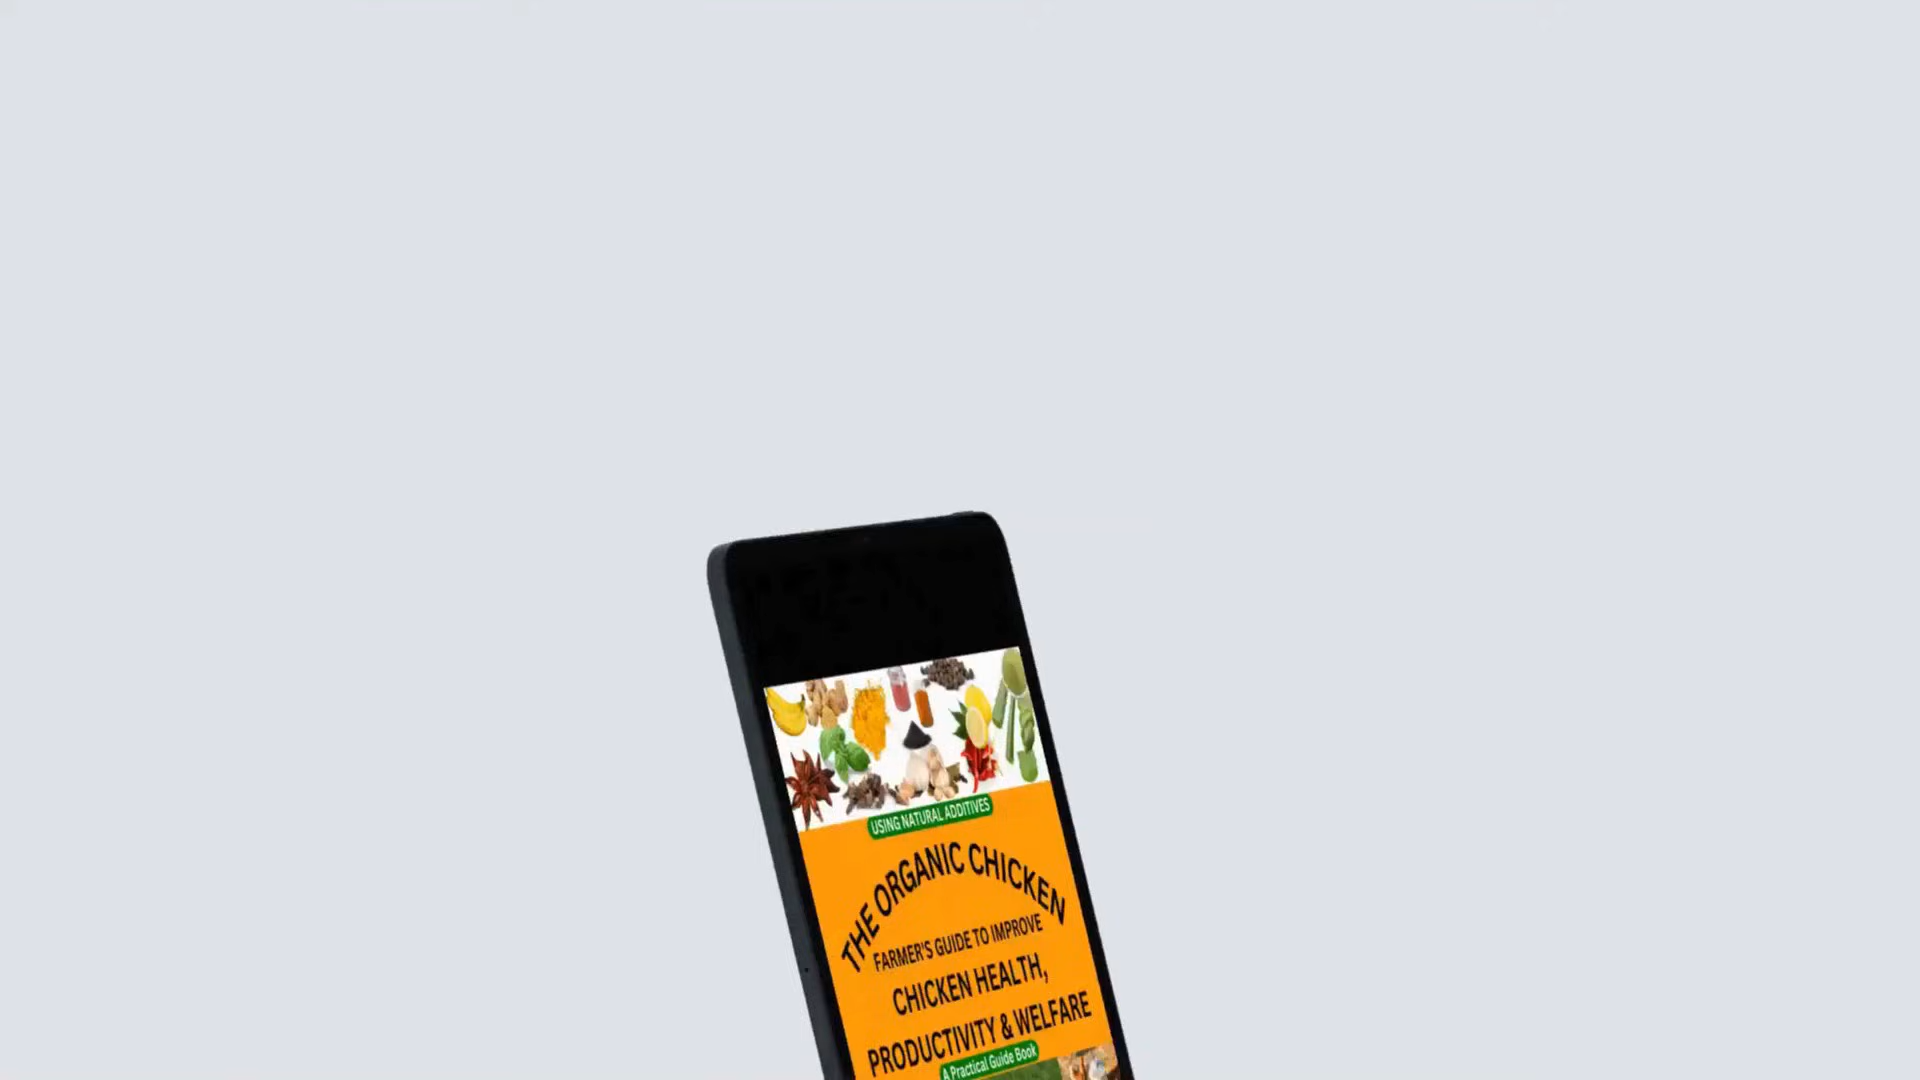 USING NATURAL ADDITIVES
THE ORGANIC CHICKEN
FARMER'S GUIDE TO IMPROVE
CHICKEN HEALTH,
PRODUCTIVITY & WELFARE
A Practical Guide Book